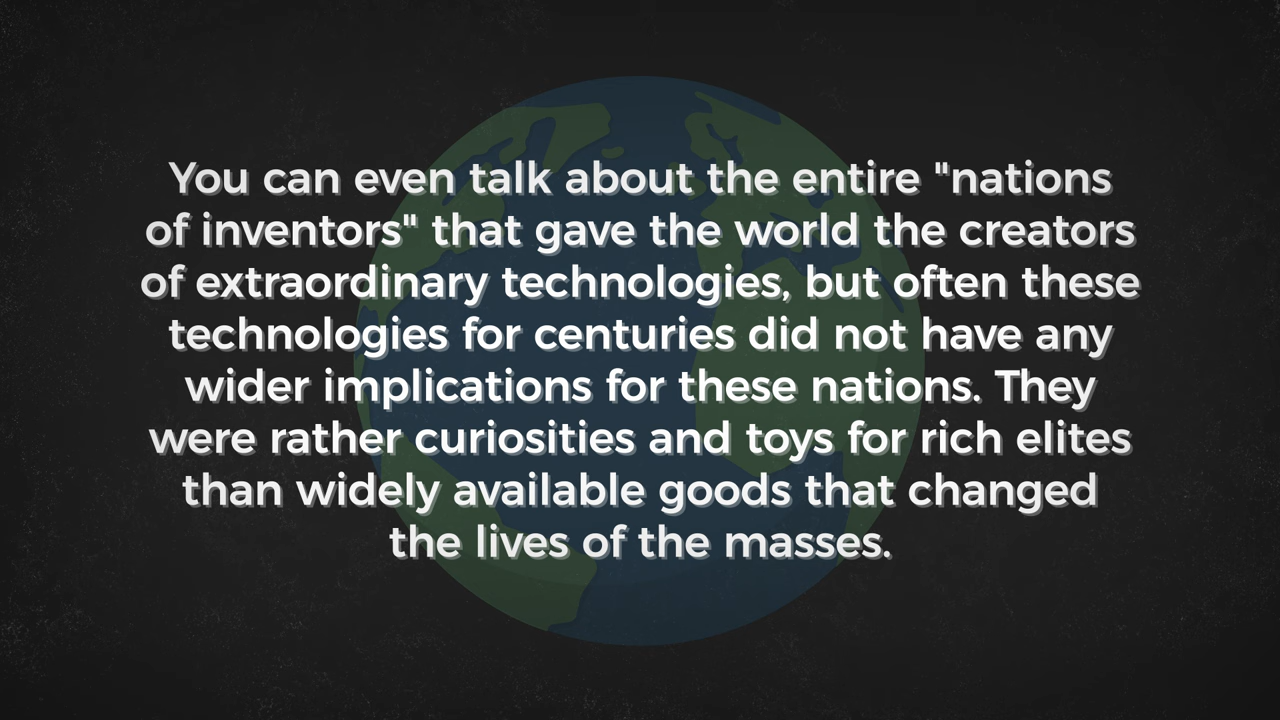 You can even talk about the entire "nations
of inventors" that gave the world the creators
of extraordinary technologies, but often these
technologies for centuries did not have any
wider implications for these nations. They
were rather curiosities and toys for rich elites
than widely available goods that changed
the lives of the masses.